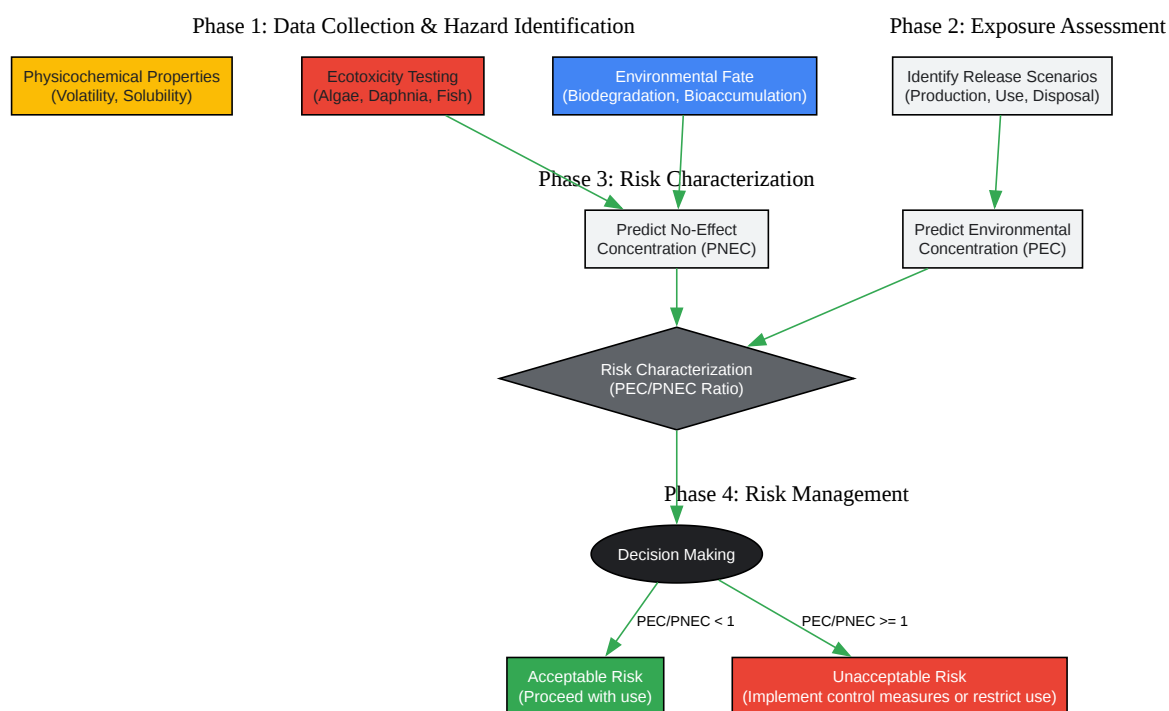 Phase 1: Data Collection & Hazard Identification
Phase 2: Exposure Assessment
Physicochemical Properties
(Volatility, Solubility)
Ecotoxicity Testing
(Algae, Daphnia, Fish)
Environmental Fate
(Biodegradation, Bioaccumulation)
Identify Release Scenarios
(Production, Use, Disposal)
Phase 3: Risk Characterization
Predict No-Effect
Concentration (PNEC)
Predict Environmental
Concentration (PEC)
Risk Characterization
(PEC/PNEC Ratio)
Phase 4: Risk Management
Decision Making
PEC/PNEC < 1
PEC/PNEC >= 1
Acceptable Risk
(Proceed with use)
Unacceptable Risk
(Implement control measures or restrict use)